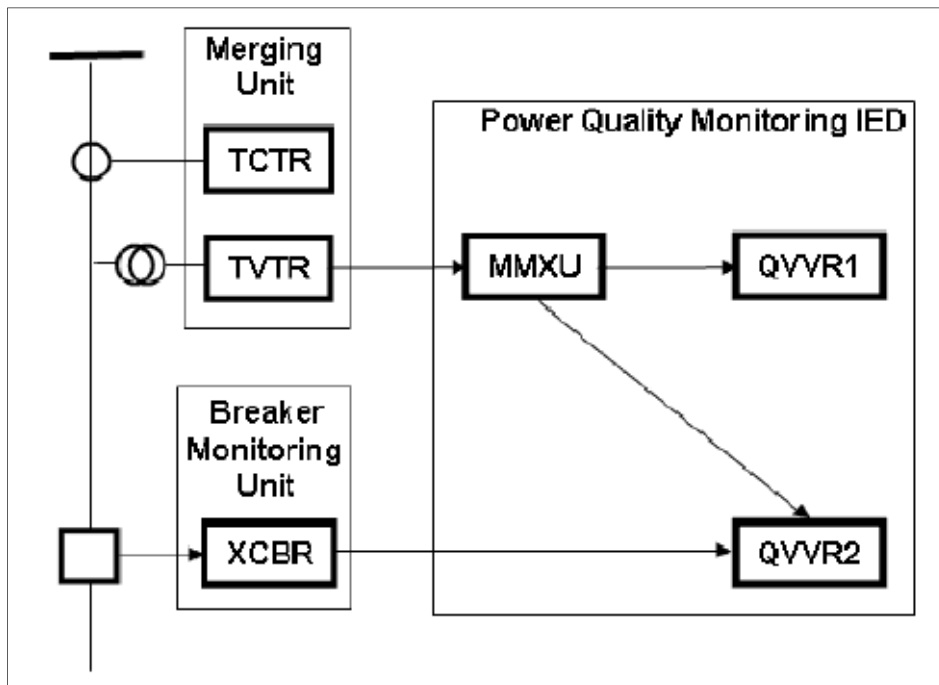 Merging
Unit
TCTR
TVTR
Power Quality Monitoring IED
MMXU
QVVR1
Breaker
Monitoring
Unit
XCBR
QVVR2